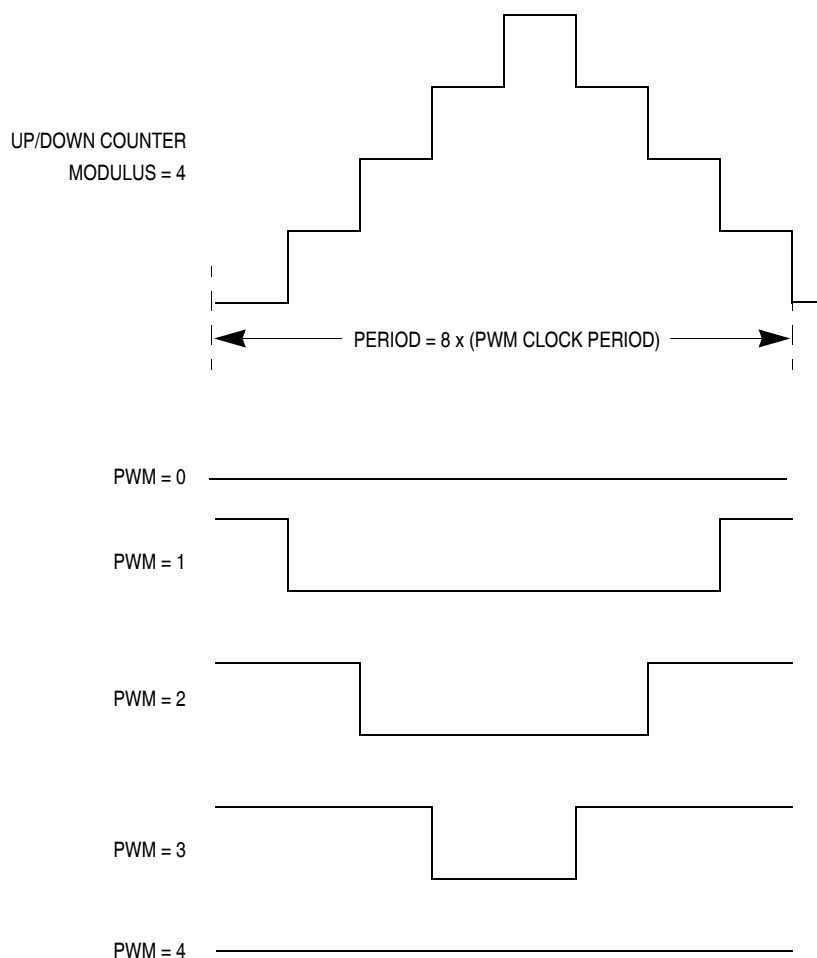 UP/DOWN COUNTER
MODULUS = 4
PERIOD = 8 x (PWM CLOCK PERIOD)
PWM = 0
PWM = 1
PWM = 2
PWM = 3
PWM = 4